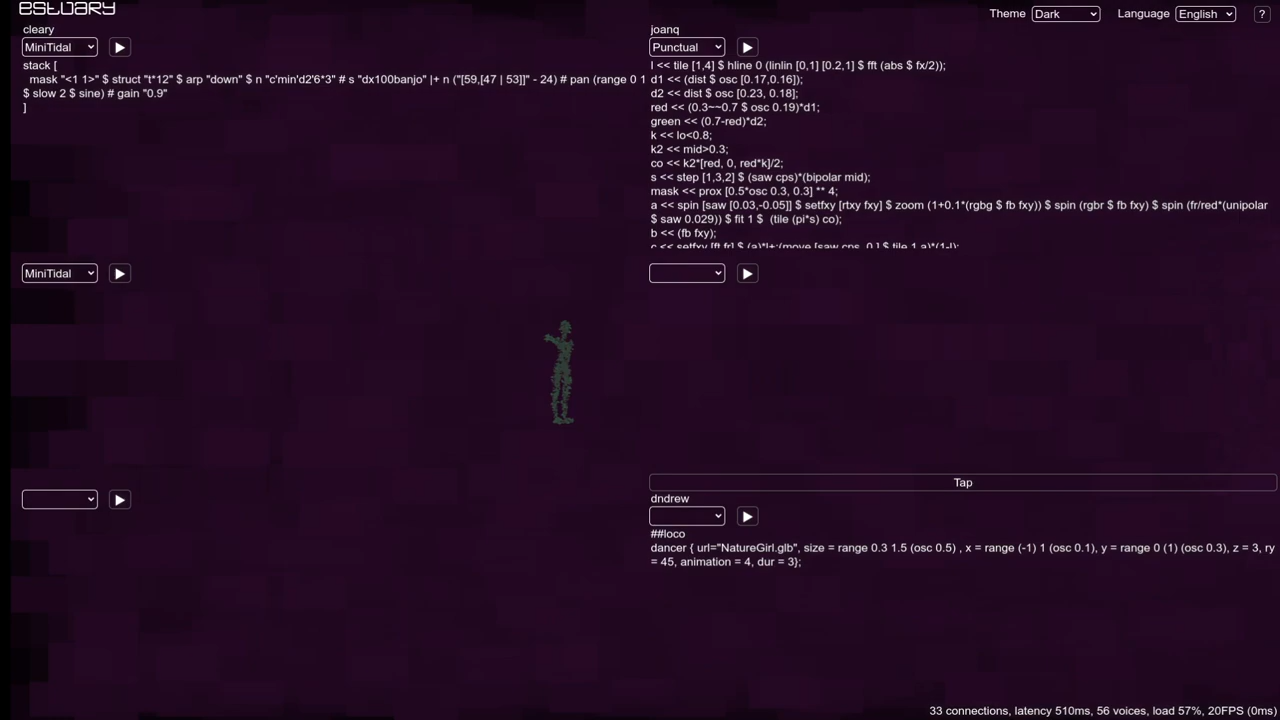 estuary
Theme Dark Language English ?
cleary
MiniTidal
stack [
mask "<1 1>" $ struct "t*12" $ arp "down" $ n "c'min'd2'6*3" # s "dx100banjo" |+ n ("[59,[47 | 53]]" - 24) # pan (range 0 1
$ slow 2 $ sine) # gain "0.9"
]
joanq
Punctual
l << tile [1,4] $ hline 0 (linlin [0,1] [0.2,1] $ fft (abs $ fx/2));
d1 << (dist $ osc [0.17,0.16]);
d2 << dist $ osc [0.23, 0.18];
red << (0.3~~0.7 $ osc 0.19)*d1;
green << (0.7-red)*d2;
k << lo<0.8;
k2 << mid>0.3;
co << k2*[red, 0, red*k]/2;
s << step [1,3,2] $ (saw cps)*(bipolar mid);
mask << prox [0.5*osc 0.3, 0.3] ** 4;
a << spin [saw [0.03,-0.05]] $ setfxy [rtxy fxy] $ zoom (1+0.1*(rgbg $ fb fxy)) $ spin (rgbr $ fb fxy) $ spin (fr/red*(unipolar
$ saw 0.029)) $ fit 1 $ (tile (pi*s) co);
b << (fb fxy);
c << setfxy [ft,fr] $ (a)*l+:(move [saw cps, 0.] $ tile 1 a)*(1-l);
MiniTidal
Tap
dndrew
##loco
dancer { url="NatureGirl.glb", size = range 0.3 1.5 (osc 0.5) , x = range (-1) 1 (osc 0.1), y = range 0 (1) (osc 0.3), z = 3, ry
= 45, animation = 4, dur = 3};
33 connections, latency 510ms, 56 voices, load 57%, 20FPS (0ms)